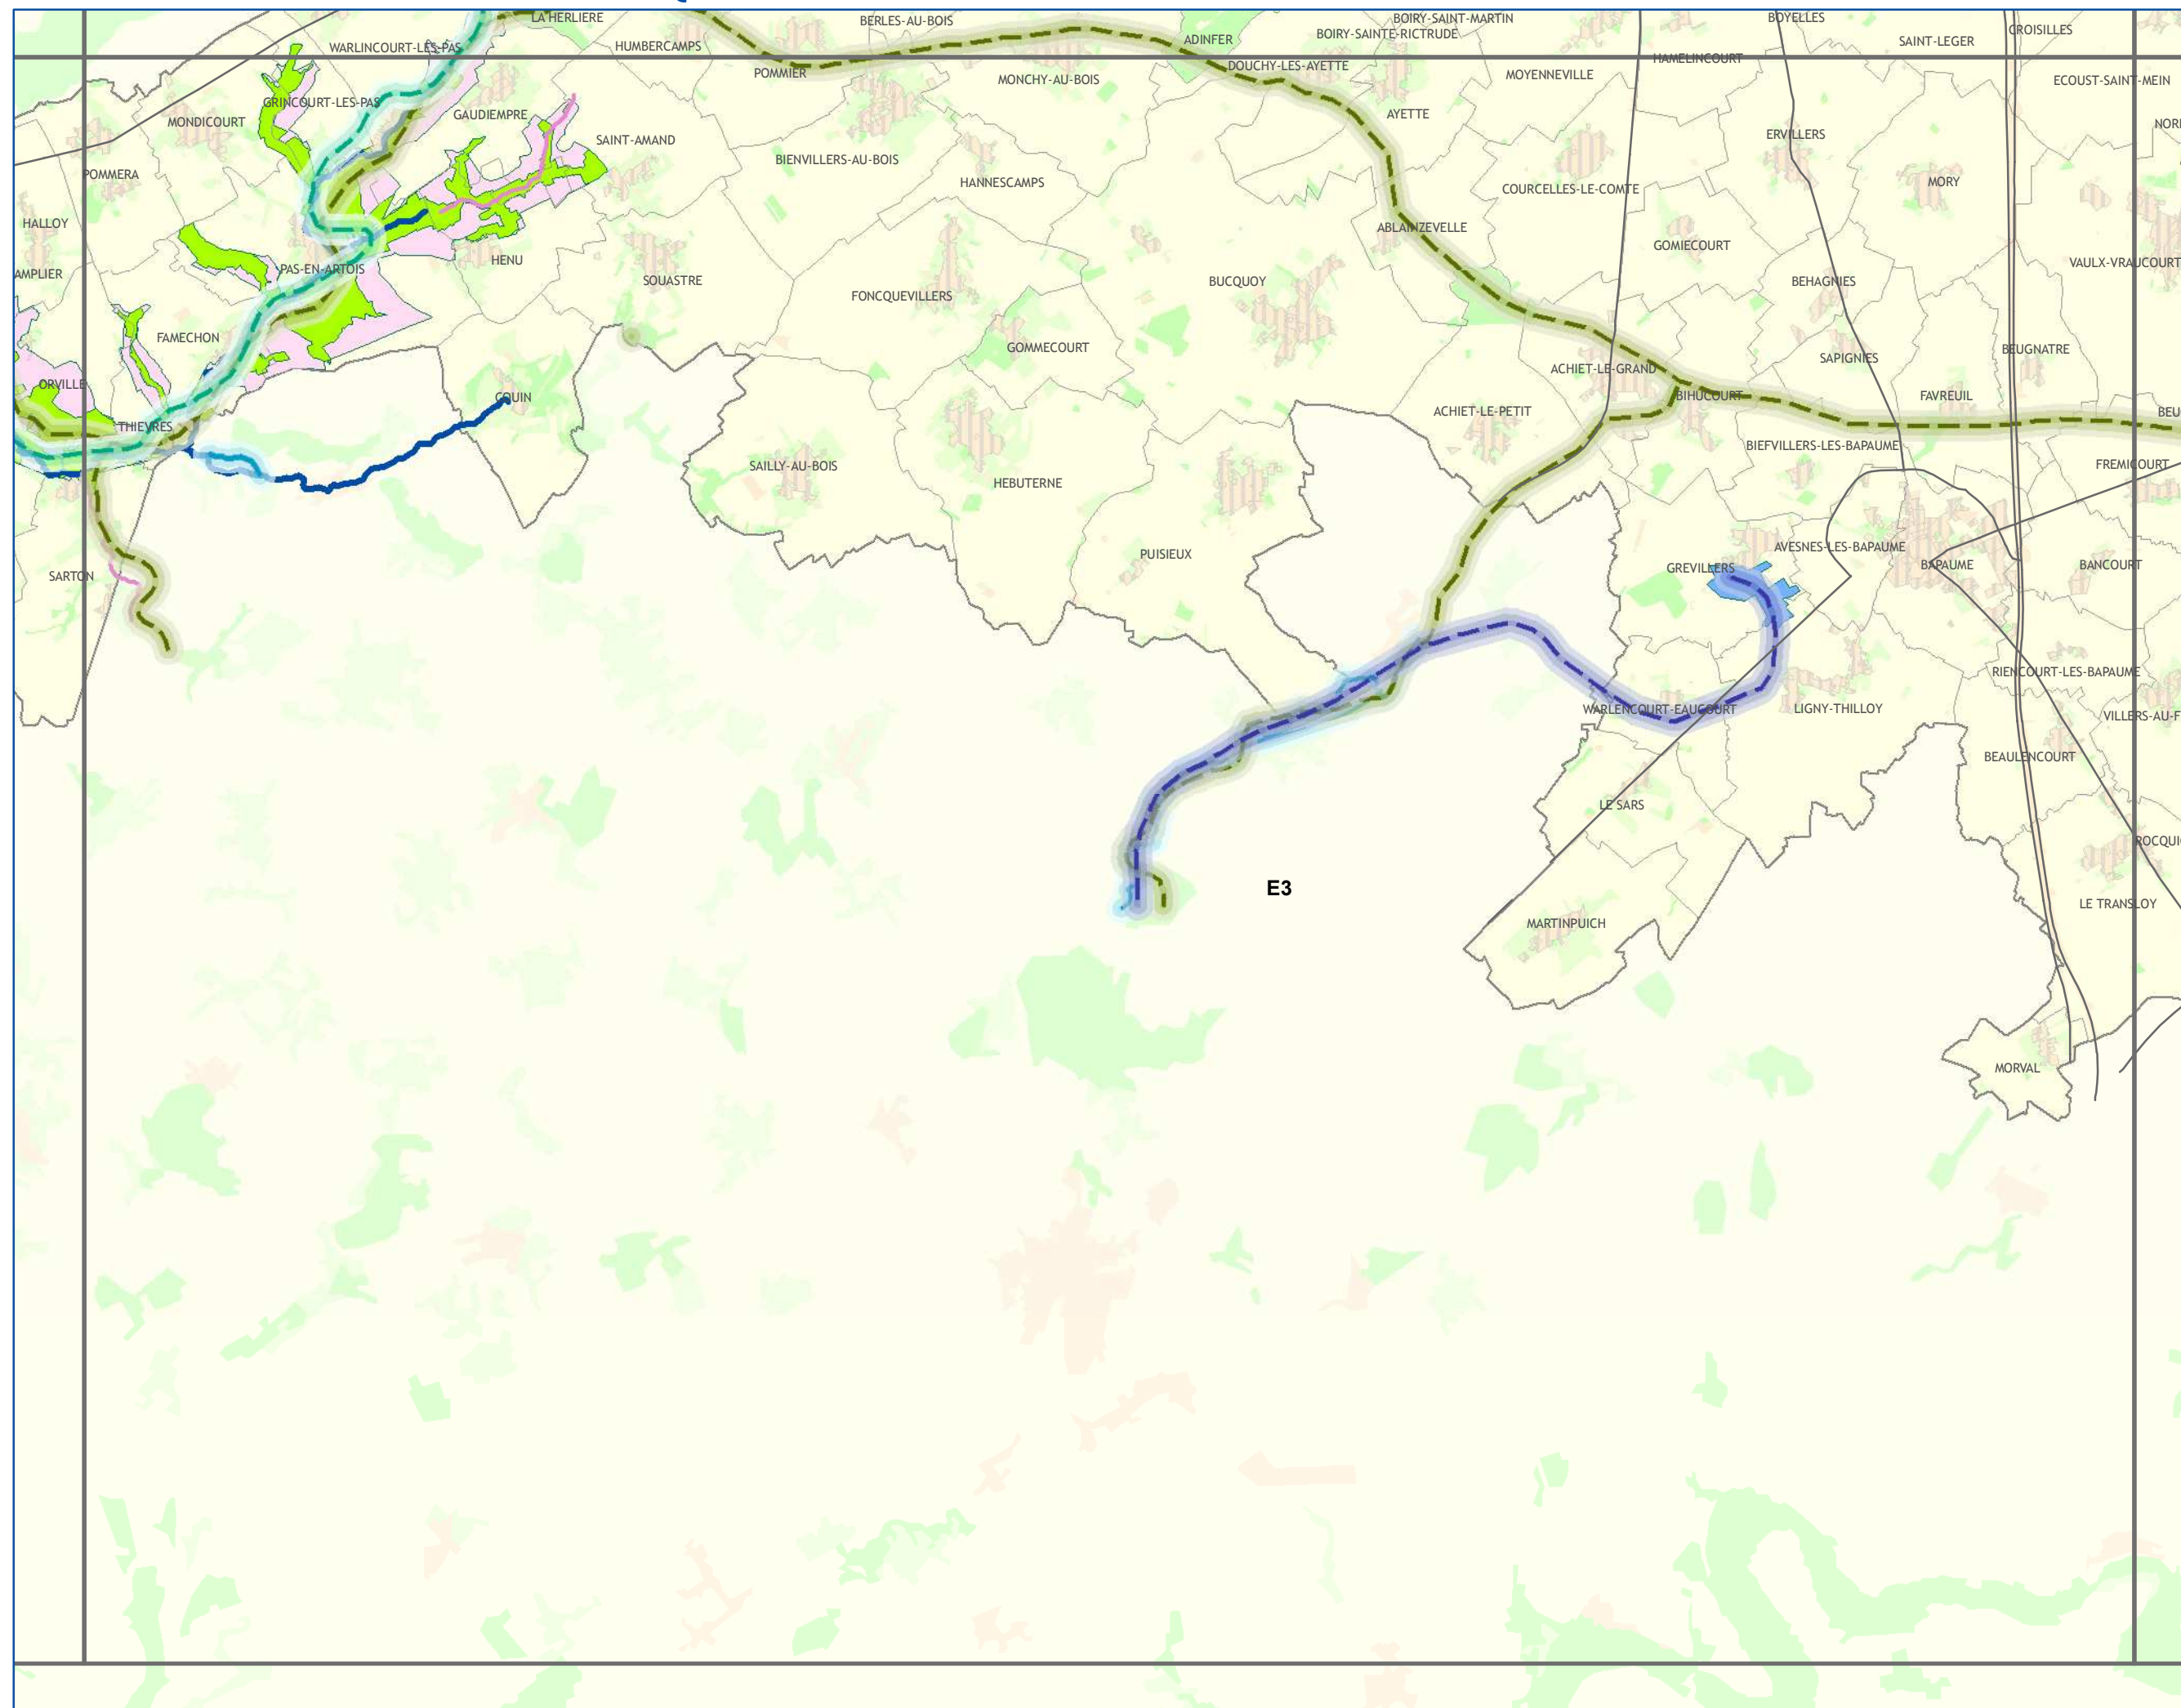 LA HERLIERE
BERLES-AU-BOIS
BOIRY-SAINT-MARTIN
BOYELLES
CROISILLES
WARLINCOURT-LES-PAS
HUMBERCAMPS
ADINFER
BOIRY-SAINTE-RICTRUDE
SAINT-LEGER
HAMELINCOURT
POMMIER
MONCHY-AU-BOIS
DOUCHY-LES-AYETTE
MOYENNEVILLE
ECOUST-SAINT-MEIN
GRINCOURT-LES-PAS
MONDICOURT
GAUDIEMPRE
AYETTE
NOR
SAINT-AMAND
ERVILLERS
BIENVILLERS-AU-BOIS
POMMERA
HANNESCAMPS
COURCELLES-LE-COMTE
MORY
HALLOY
ABLAINZEVELLE
GOMIECOURT
AMPLIER
PAS-EN-ARTOIS
HENU
SOUASTRE
BUCQUOY
BEHAGNIES
VAULX-VRAUCOURT
FONCQUEVILLERS
FAMECHON
GOMMECOURT
SAPIGNIES
BEUGNATRE
ORVILLE
ACHIET-LE-GRAND
COUIN
BIHUCOURT
FAVREUIL
THIEVRES
ACHIET-LE-PETIT
BEU
BIEFVILLERS-LES-BAPAUME
SAILLY-AU-BOIS
HEBUTERNE
FREMICOURT
PUISIEUX
AVESNES-LES-BAPAUME
SARTON
GREVILLERS
BAPAUME
BANCOURT
RIENCOURT-LES-BAPAUME
WARLENCOURT-EAUCOURT
LIGNY-THILLOY
VILLERS-AU-F
BEAULENCOURT
LE SARS
ROCQUI
E3
LE TRANSLOY
MARTINPUICH
MORVAL